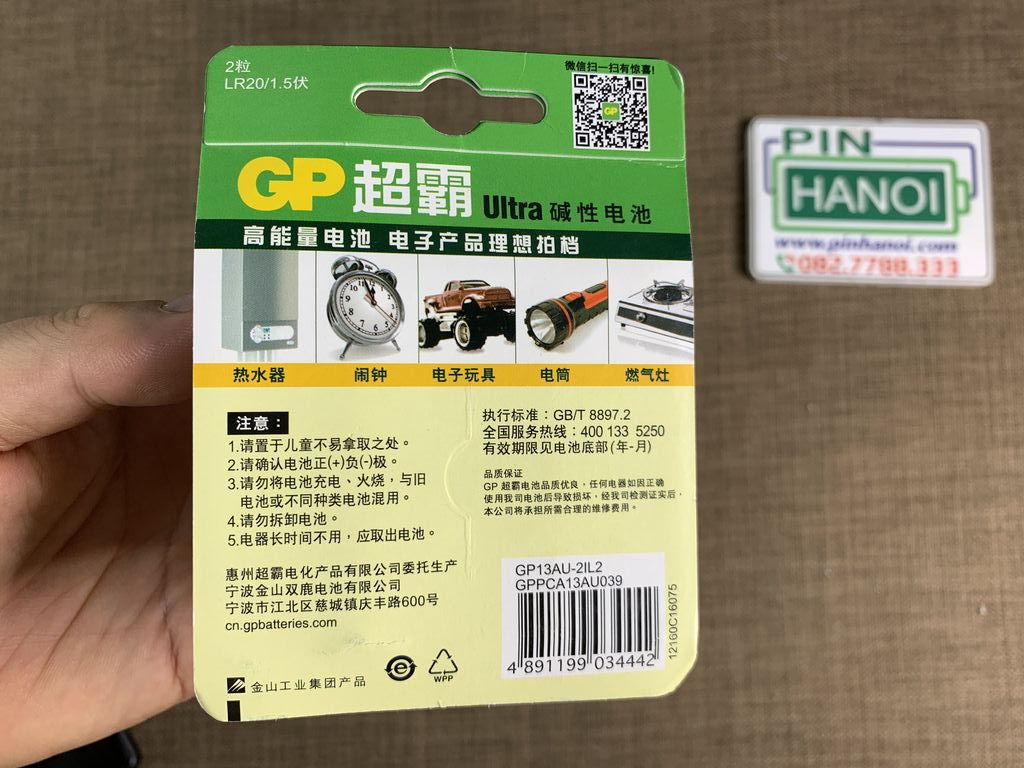 2粒
LR20/1.5伏
微信扫一扫有惊喜!
GP
GP 超霸 Ultra 碱性电池
高能量电池 电子产品理想拍档
热水器 闹钟 电子玩具 电筒 燃气灶
注意：
1.请置于儿童不易拿取之处。
2.请确认电池正(+)负(-)极。
3.请勿将电池充电、火烧，与旧
电池或不同种类电池混用。
4.请勿拆卸电池。
5.电器长时间不用，应取出电池。
惠州超霸电化产品有限公司委托生产
宁波金山双鹿电池有限公司
宁波市江北区慈城镇庆丰路600号
cn.gpbatteries.com
金山工业集团产品
执行标准：GB/T 8897.2
全国服务热线：400 133 5250
有效期限见电池底部(年-月)
品质保证
GP 超霸电池品质优良，任何电器如因正确
使用我司电池后导致损坏，经我司检测证实后，
本公司将承担所需合理的维修费用。
e
WPP
GP13AU-2IL2
GPPCA13AU039
4 891199 034442
12160C16075
PIN
HANOI
www.pinhanoi.com
082.7788.333